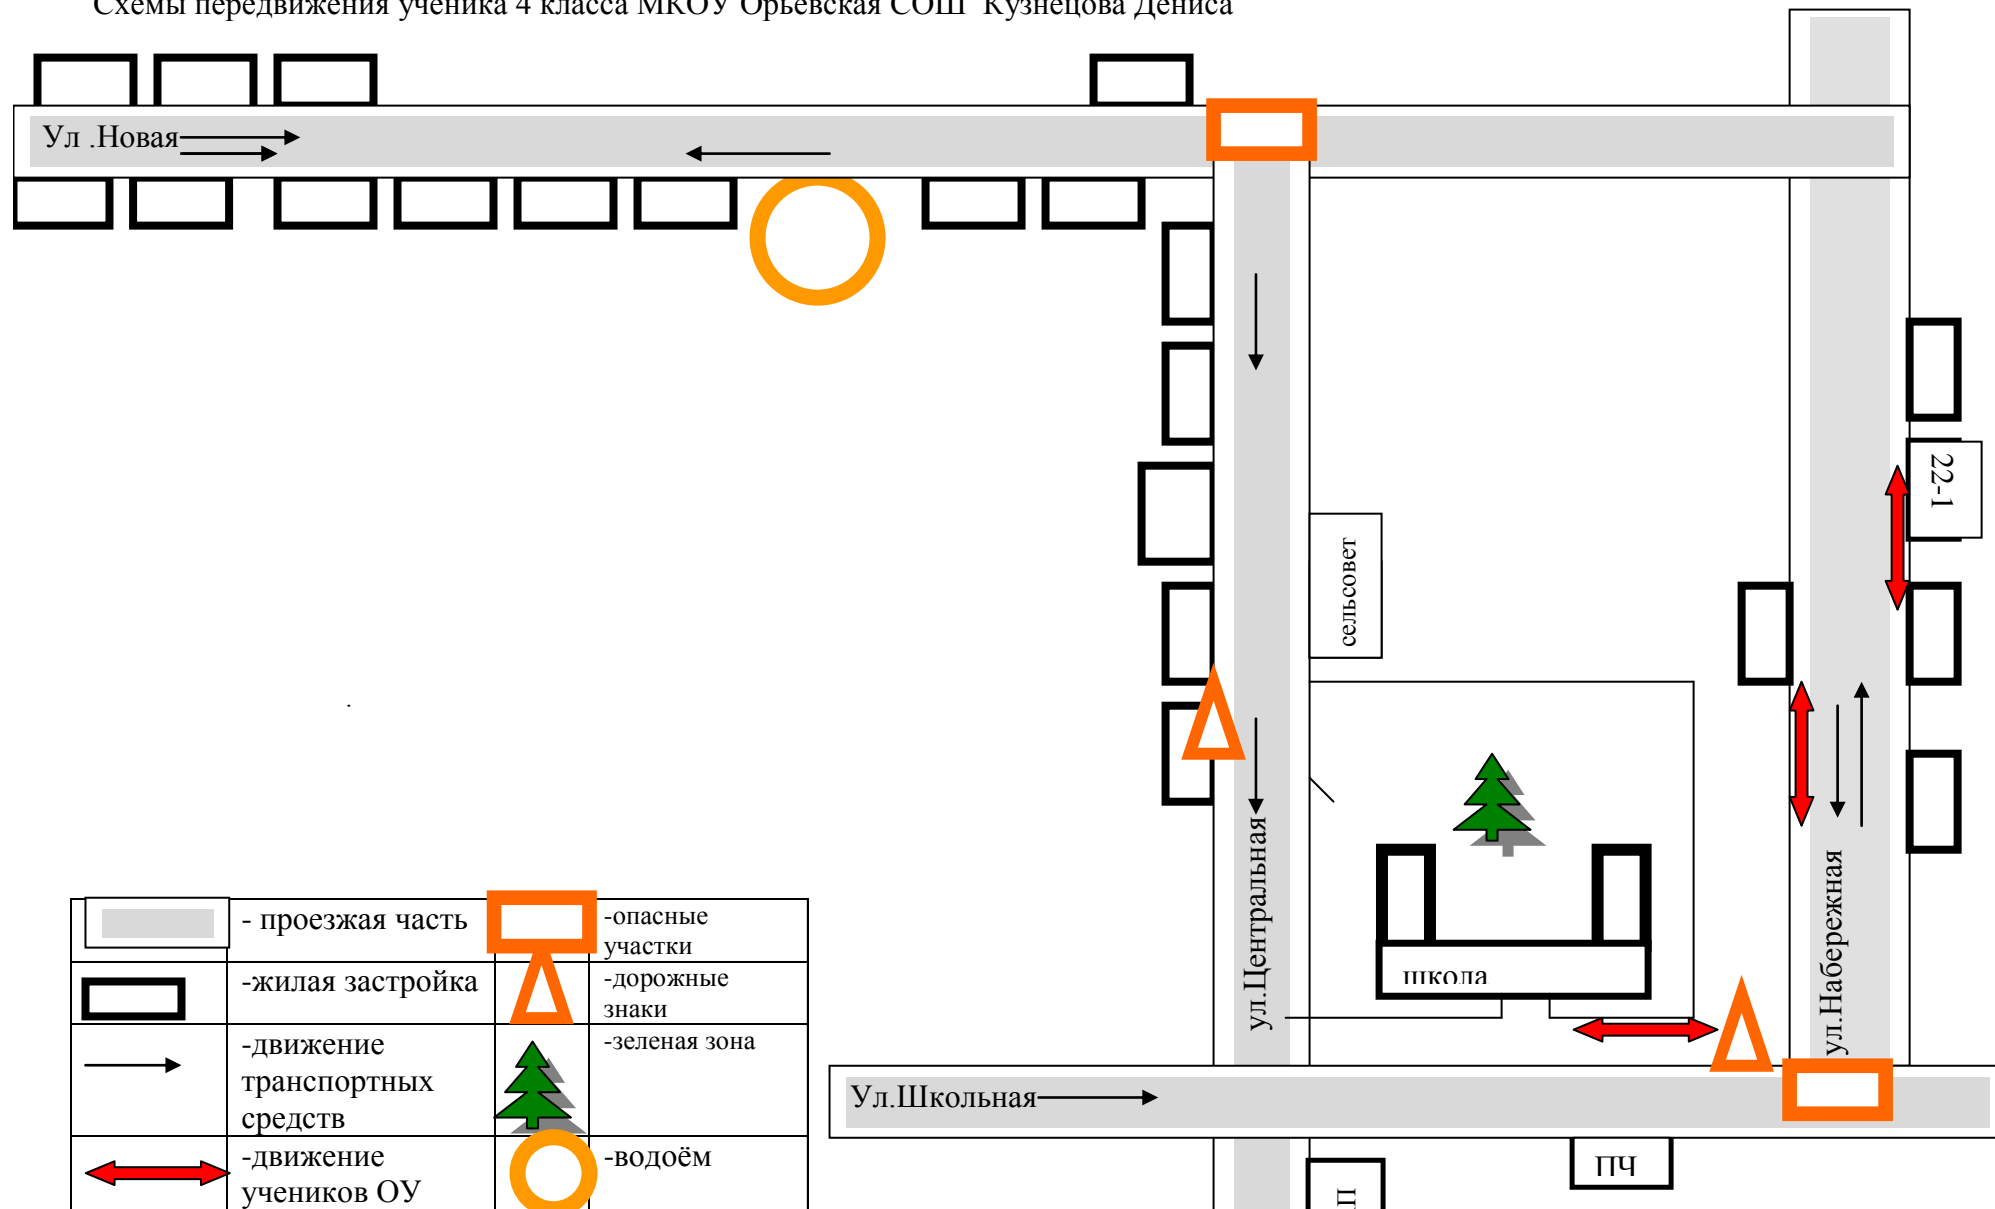 Схемы передвижения ученика 4 класса МКОУ Орьевская СОШ Кузнецова Дениса
Ул .Новая
22-1
сельсовет
ул.Центральная
школа
ул.Набережная
Ул.Школьная
ПЧ
- проезжая часть
-опасные
участки
-жилая застройка
-дорожные
знаки
-движение
транспортных
средств
-зеленая зона
-движение
учеников ОУ
-водоём